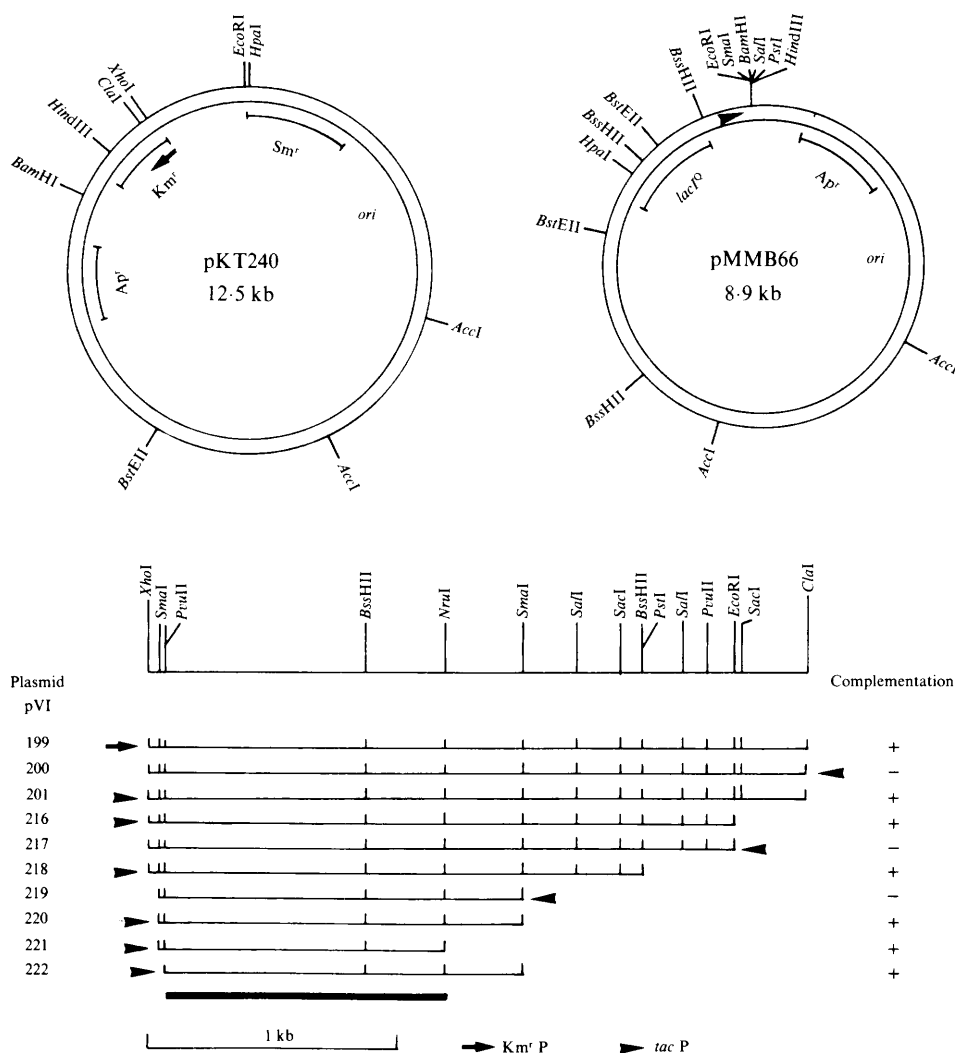 EcoRI
HpaI
XhoI
ClaI
HindIII
BamHI
Kmʳ
Smʳ
ori
Apʳ
pKT240
12·5 kb
AccI
AccI
BstEII
EcoRI
SmaI
BamHI
SalI
PstI
HindIII
BssHII
BstEII
BssHII
HpaI
BstEII
lacIQ
Apʳ
ori
pMMB66
8·9 kb
AccI
BssHII
AccI
XhoI
SmaI
PvuII
BssHII
NruI
SmaI
SalI
SacI
BssHII
PstI
SalI
PvuII
EcoRI
SacI
ClaI
Plasmid
pVI
Complementation
199 +
200 −
201 +
216 +
217 −
218 +
219 −
220 +
221 +
222 +
1 kb
Kmʳ P
tac P